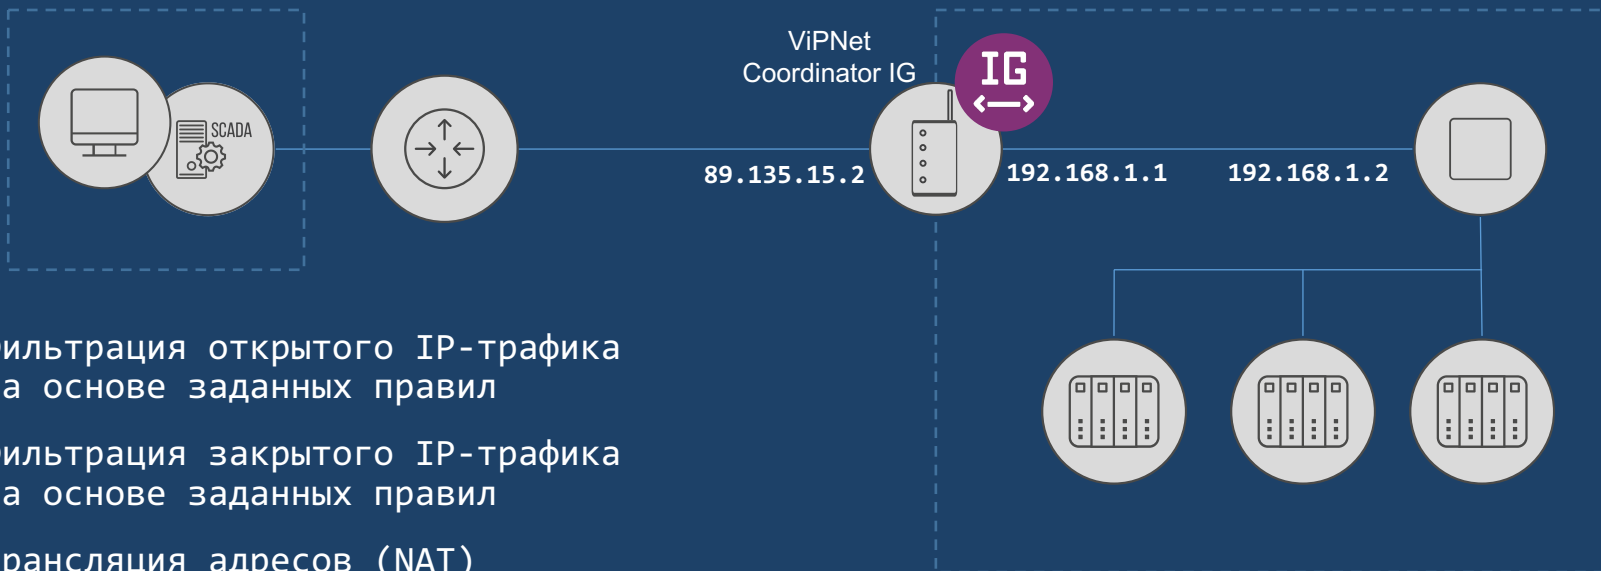 ViPNet
Coordinator IG
IG
SCADA
89.135.15.2
192.168.1.1
192.168.1.2
ильтрация открытого IP-трафика
а основе заданных правил
ильтрация закрытого IP-трафика
а основе заданных правил
рансляция адресов (NAT)